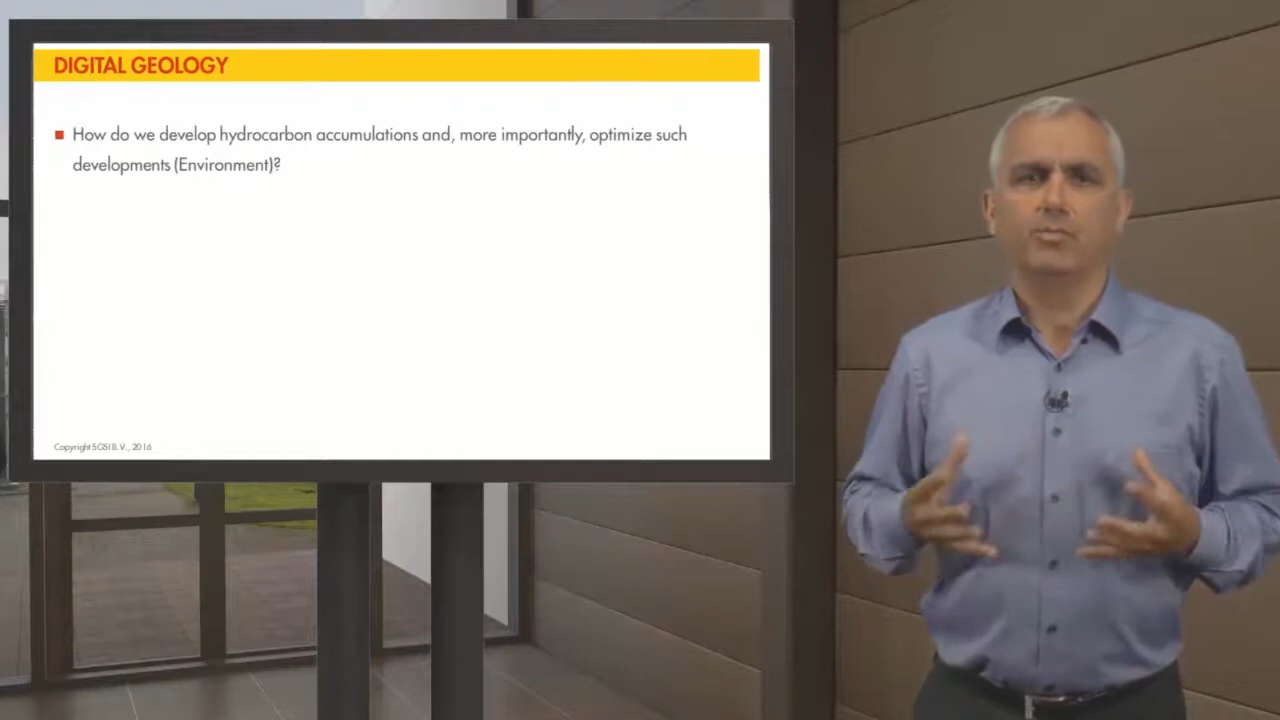 DIGITAL GEOLOGY
How do we develop hydrocarbon accumulations and, more importantly, optimize such
developments (Environment)?
Copyright SGSI B.V., 2016